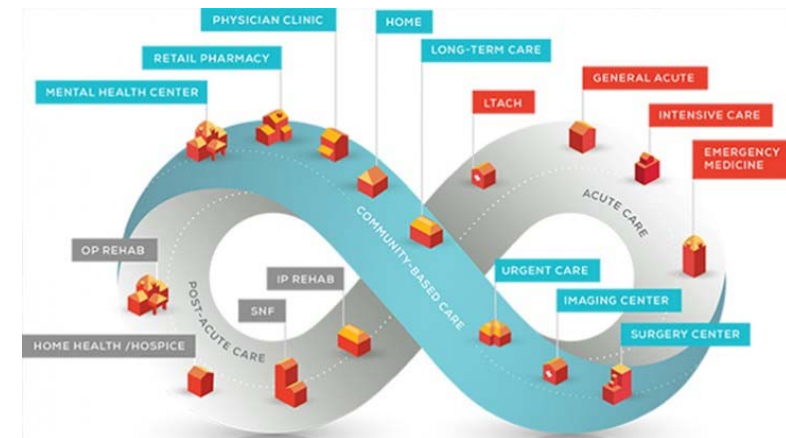 PHYSICIAN CLINIC
HOME
RETAIL PHARMACY
LONG-TERM CARE
MENTAL HEALTH CENTER
GENERAL ACUTE
LTACH
INTENSIVE CARE
EMERGENCY
MEDICINE
ACUTE CARE
COMMUNITY-BASED CARE
OP REHAB
IP REHAB
URGENT CARE
POST-ACUTE CARE
SNF
IMAGING CENTER
SURGERY CENTER
HOME HEALTH /HOSPICE